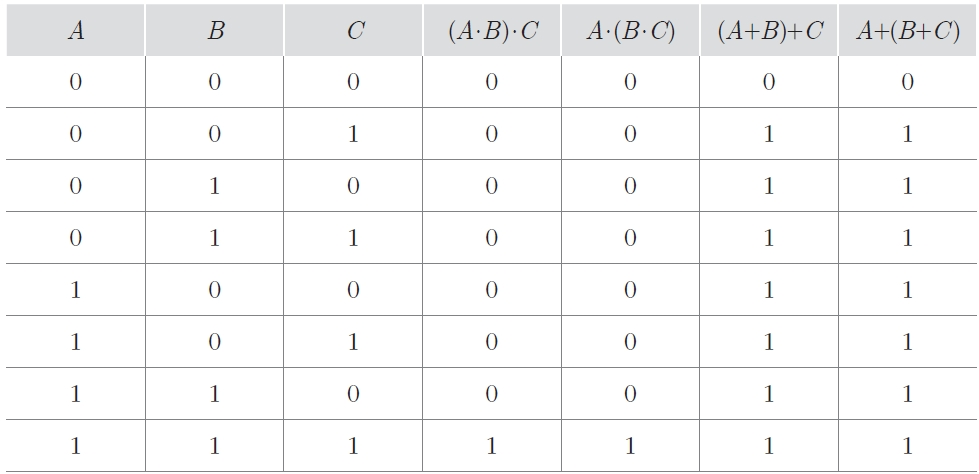 A B C (A·B)·C A·(B·C) (A+B)+C A+(B+C)
0 0 0 0 0 0 0
0 0 1 0 0 1 1
0 1 0 0 0 1 1
0 1 1 0 0 1 1
1 0 0 0 0 1 1
1 0 1 0 0 1 1
1 1 0 0 0 1 1
1 1 1 1 1 1 1